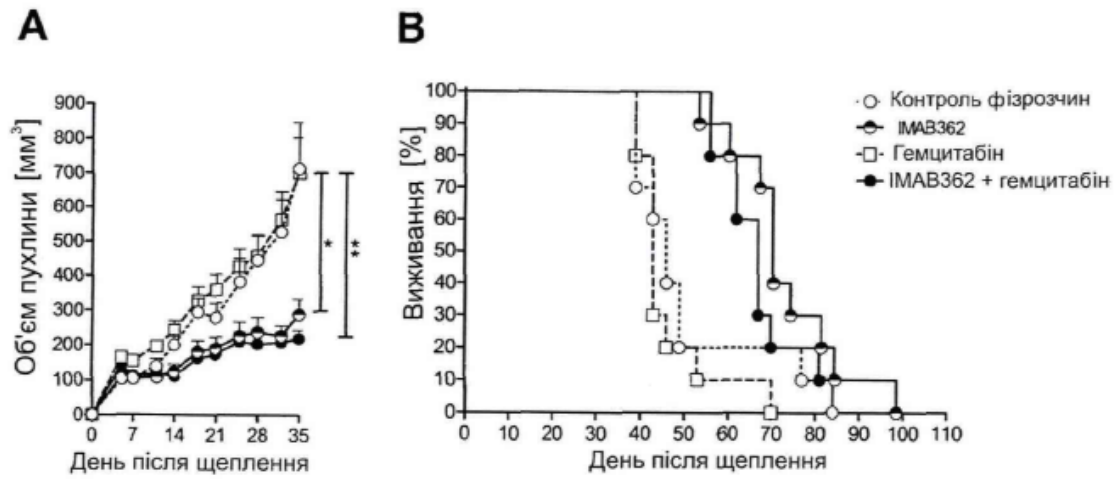 A
B
Об'єм пухлини [мм³]
900
800
700
600
500
400
300
200
100
0
0 7 14 21 28 35
День після щеплення
*
**
Виживання [%]
100
90
80
70
60
50
40
30
20
10
0
0 10 20 30 40 50 60 70 80 90 100 110
День після щеплення
Контроль фізрозчин
IMAB362
Гемцитабін
IMAB362 + гемцитабін